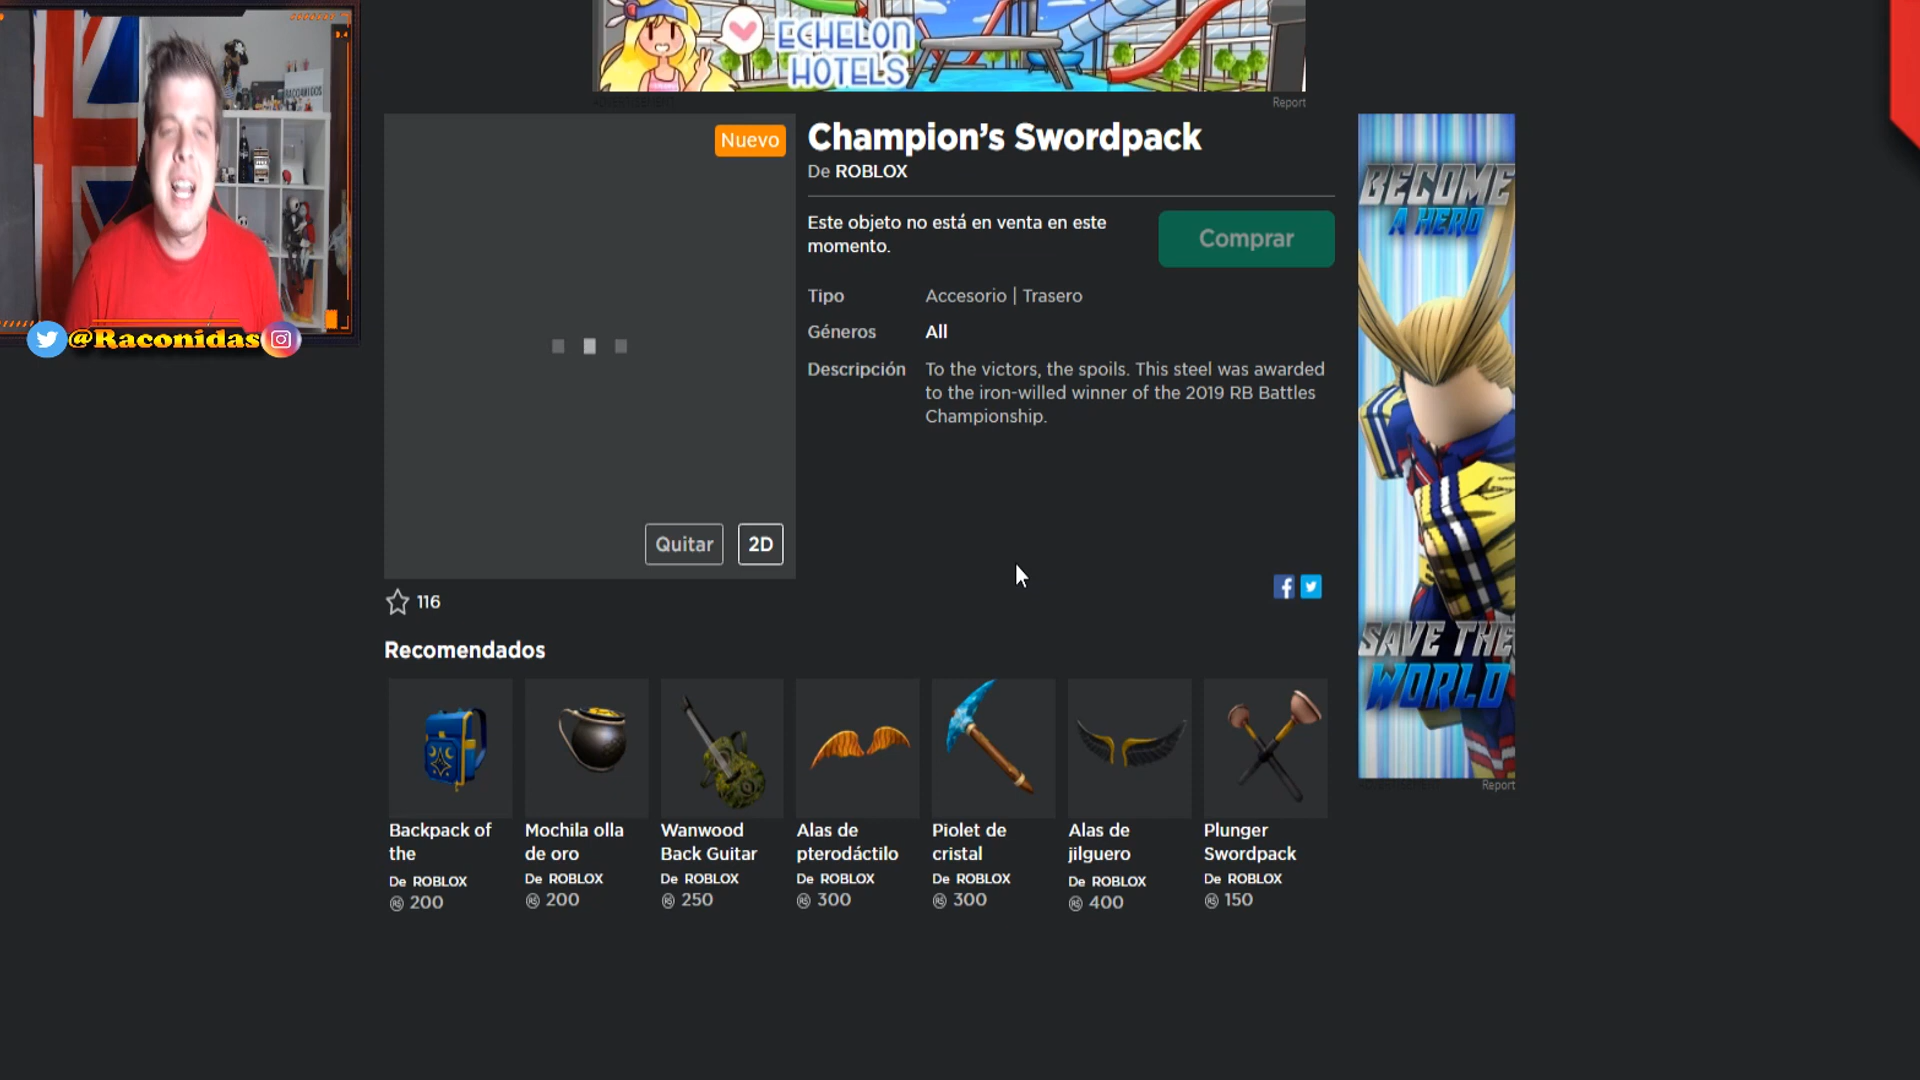 ECHELON
HOTELS
Report
RACONIGOS
@Raconidas
Nuevo
Champion's Swordpack
De ROBLOX
Este objeto no está en venta en este
momento.
Comprar
Tipo
Accesorio | Trasero
Géneros
All
Descripción
To the victors, the spoils. This steel was awarded
to the iron-willed winner of the 2019 RB Battles
Championship.
Quitar
2D
116
BECOME
A HERO
SAVE THE
WORLD
Report
Recomendados
Backpack of
the
De ROBLOX
200
Mochila olla
de oro
De ROBLOX
200
Wanwood
Back Guitar
De ROBLOX
250
Alas de
pterodáctilo
De ROBLOX
300
Piolet de
cristal
De ROBLOX
300
Alas de
jilguero
De ROBLOX
400
Plunger
Swordpack
De ROBLOX
150